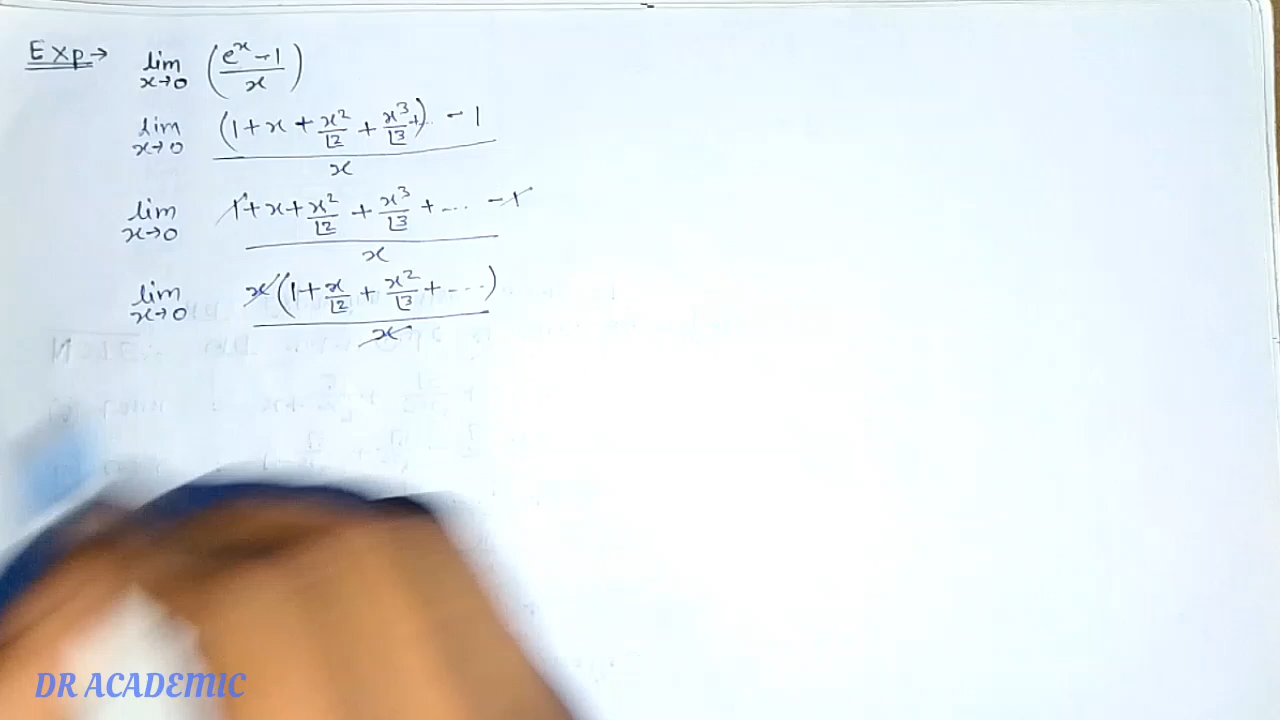 Exp→ lim x→0 (e^x - 1 / x)
lim x→0 (1 + x + x²/⌊2 + x³/⌊3 + ..) - 1 / x
lim x→0 1 + x + x²/⌊2 + x³/⌊3 + .... - 1 / x
lim x→0 x(1 + x/⌊2 + x²/⌊3 + ....) / x
DR ACADEMIC